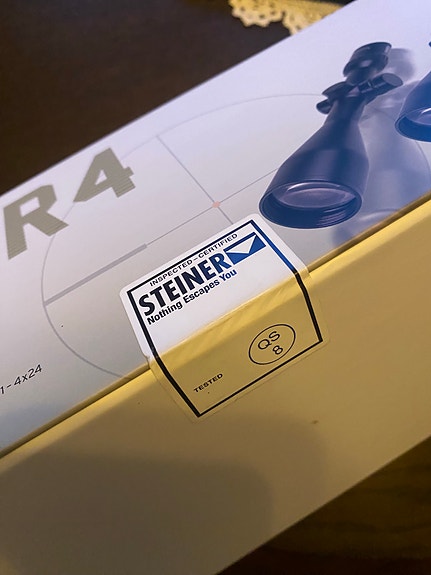 R4
INSPECTED-CERTIFIED
STEINER
Nothing Escapes You
QS
8
TESTED
1-4x24